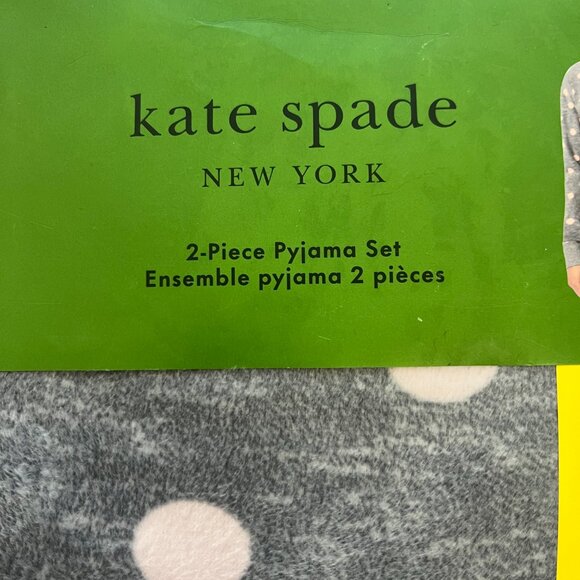 kate spade
NEW YORK
2-Piece Pyjama Set
Ensemble pyjama 2 pièces